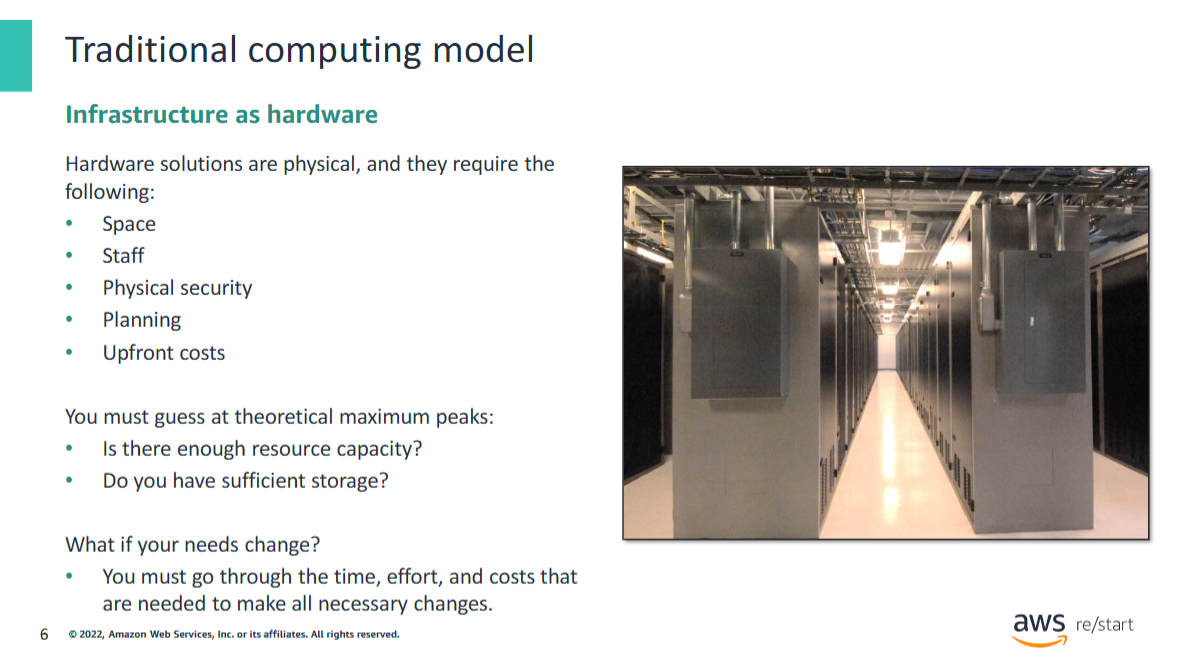 Traditional computing model
Infrastructure as hardware
Hardware solutions are physical, and they require the
following:
• Space
• Staff
• Physical security
• Planning
• Upfront costs
You must guess at theoretical maximum peaks:
• Is there enough resource capacity?
• Do you have sufficient storage?
What if your needs change?
• You must go through the time, effort, and costs that
are needed to make all necessary changes.
6 © 2022, Amazon Web Services, Inc. or its affiliates. All rights reserved.
aws re/start